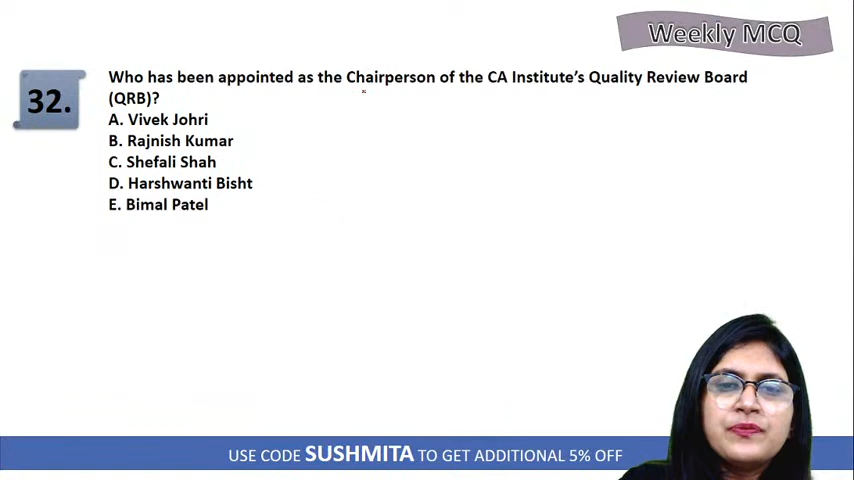 Weekly MCQ
32.
Who has been appointed as the Chairperson of the CA Institute's Quality Review Board
(QRB)?
A. Vivek Johri
B. Rajnish Kumar
C. Shefali Shah
D. Harshwanti Bisht
E. Bimal Patel
USE CODE SUSHMITA TO GET ADDITIONAL 5% OFF